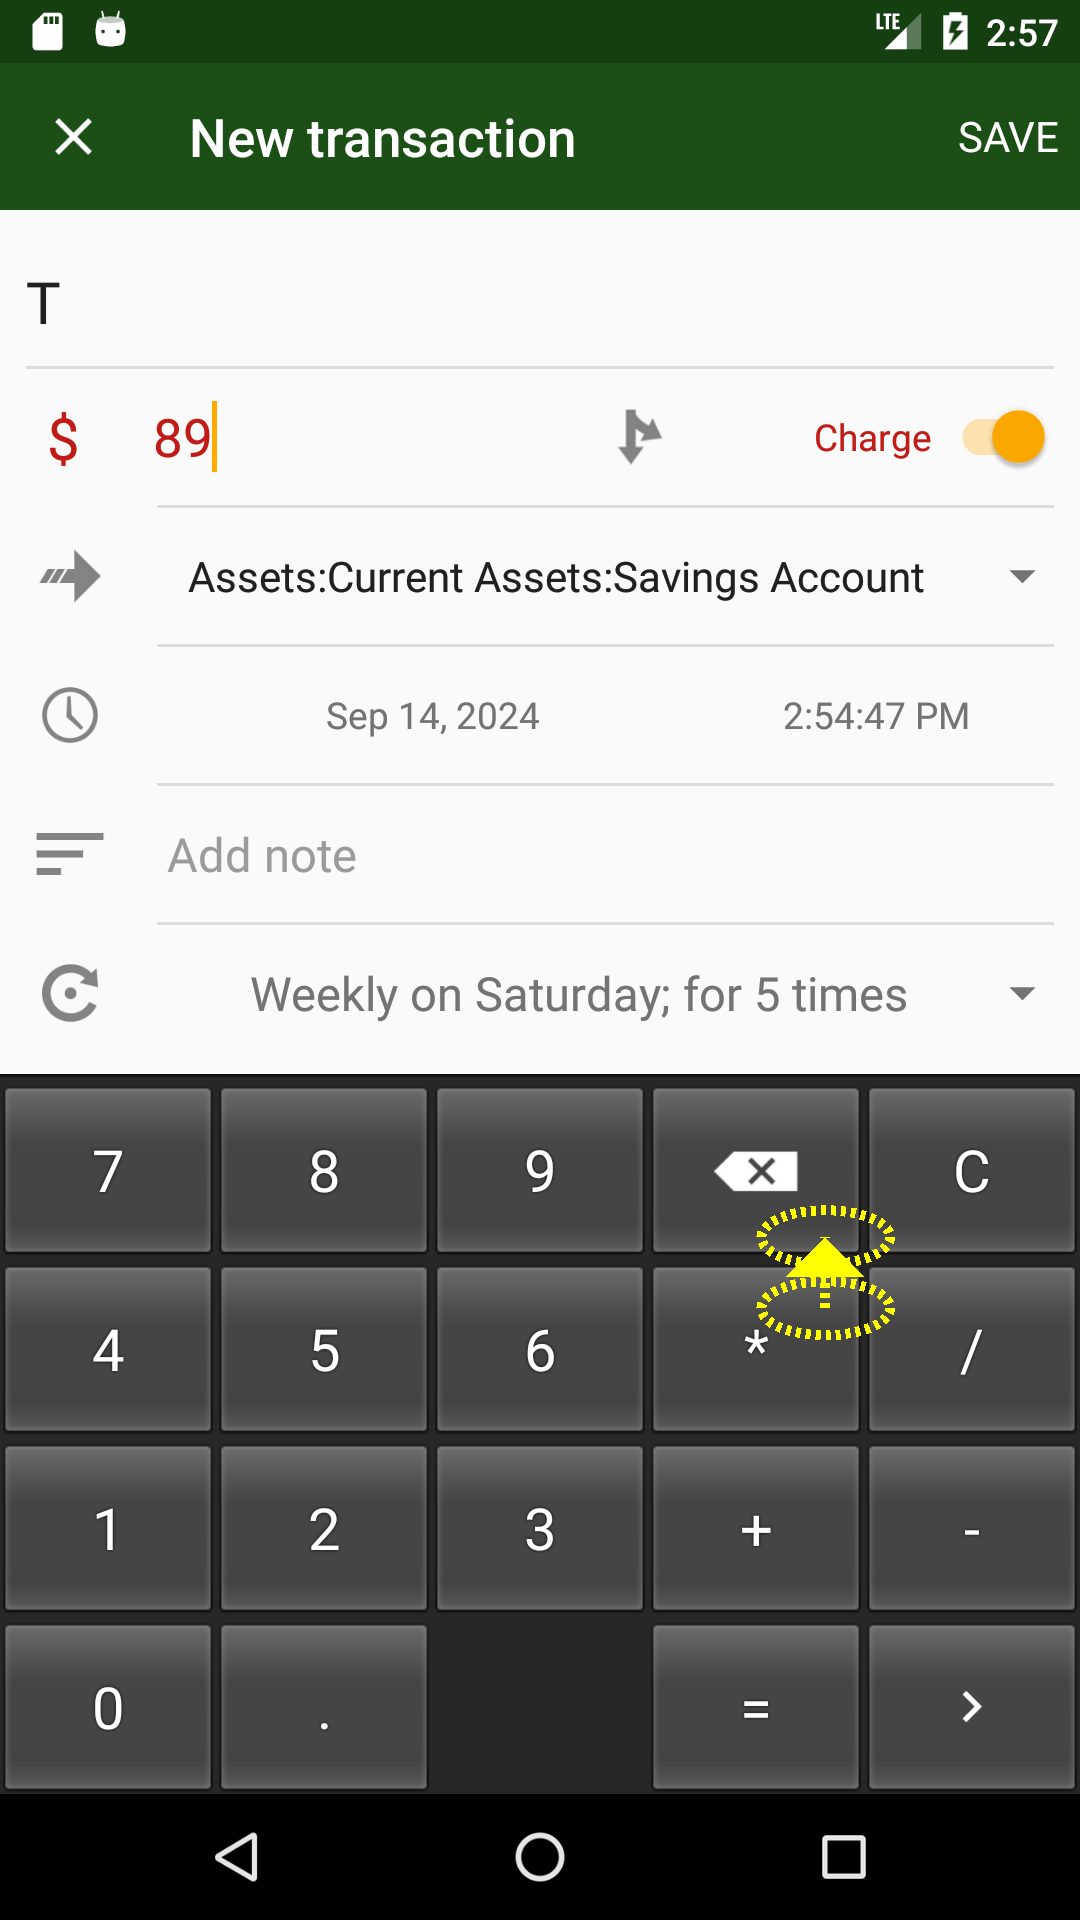 LTE 2:57
New transaction SAVE
T
$ 89 Charge
Assets:Current Assets:Savings Account
Sep 14, 2024 2:54:47 PM
Add note
Weekly on Saturday; for 5 times
7 8 9 C
4 5 6 * /
1 2 3 + -
0 . = >